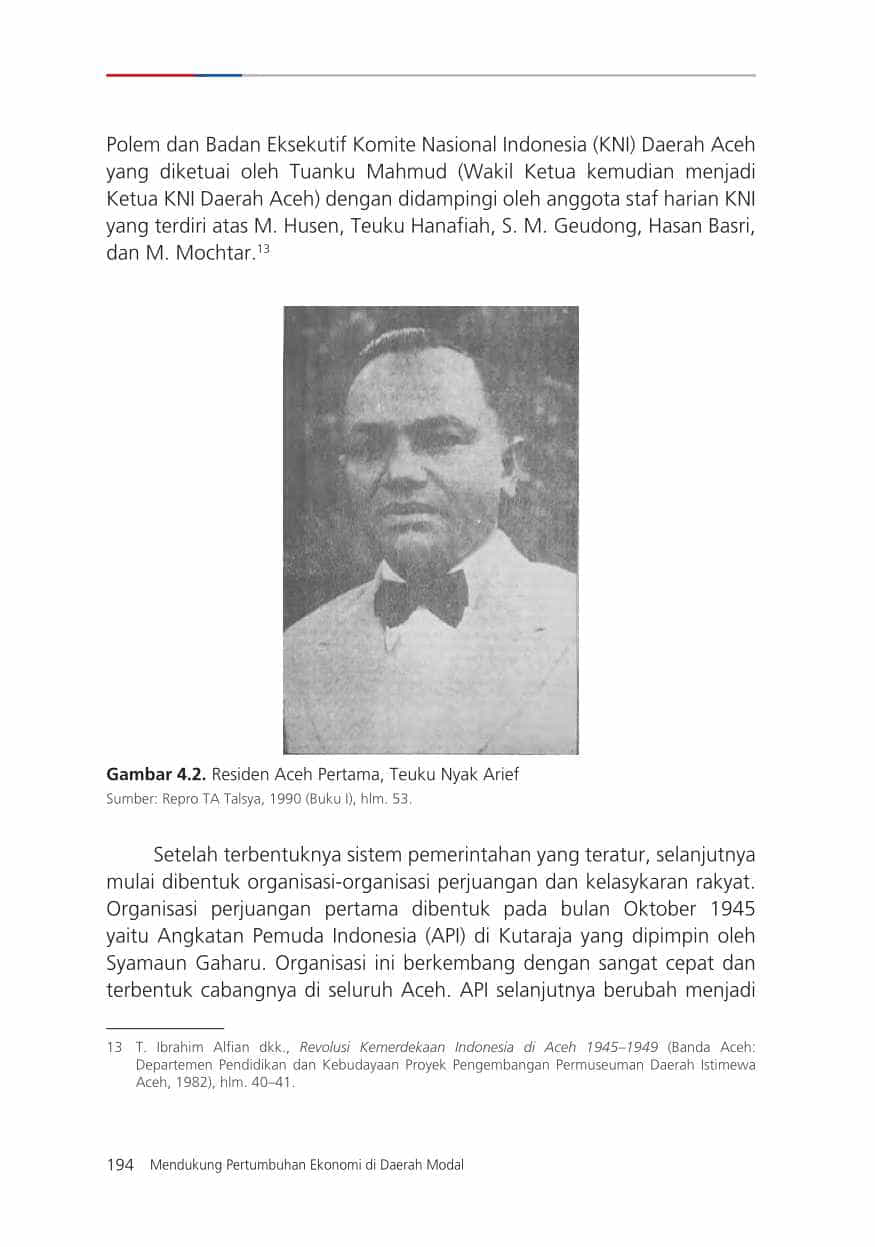 Polem dan Badan Eksekutif Komite Nasional Indonesia (KNI) Daerah Aceh
yang diketuai oleh Tuanku Mahmud (Wakil Ketua kemudian menjadi
Ketua KNI Daerah Aceh) dengan didampingi oleh anggota staf harian KNI
yang terdiri atas M. Husen, Teuku Hanafiah, S. M. Geudong, Hasan Basri,
dan M. Mochtar.¹³
Gambar 4.2. Residen Aceh Pertama, Teuku Nyak Arief
Sumber: Repro TA Talsya, 1990 (Buku I), hlm. 53.
Setelah terbentuknya sistem pemerintahan yang teratur, selanjutnya
mulai dibentuk organisasi-organisasi perjuangan dan kelasykaran rakyat.
Organisasi perjuangan pertama dibentuk pada bulan Oktober 1945
yaitu Angkatan Pemuda Indonesia (API) di Kutaraja yang dipimpin oleh
Syamaun Gaharu. Organisasi ini berkembang dengan sangat cepat dan
terbentuk cabangnya di seluruh Aceh. API selanjutnya berubah menjadi
13 T. Ibrahim Alfian dkk., Revolusi Kemerdekaan Indonesia di Aceh 1945–1949 (Banda Aceh:
Departemen Pendidikan dan Kebudayaan Proyek Pengembangan Permuseuman Daerah Istimewa
Aceh, 1982), hlm. 40–41.
194 Mendukung Pertumbuhan Ekonomi di Daerah Modal